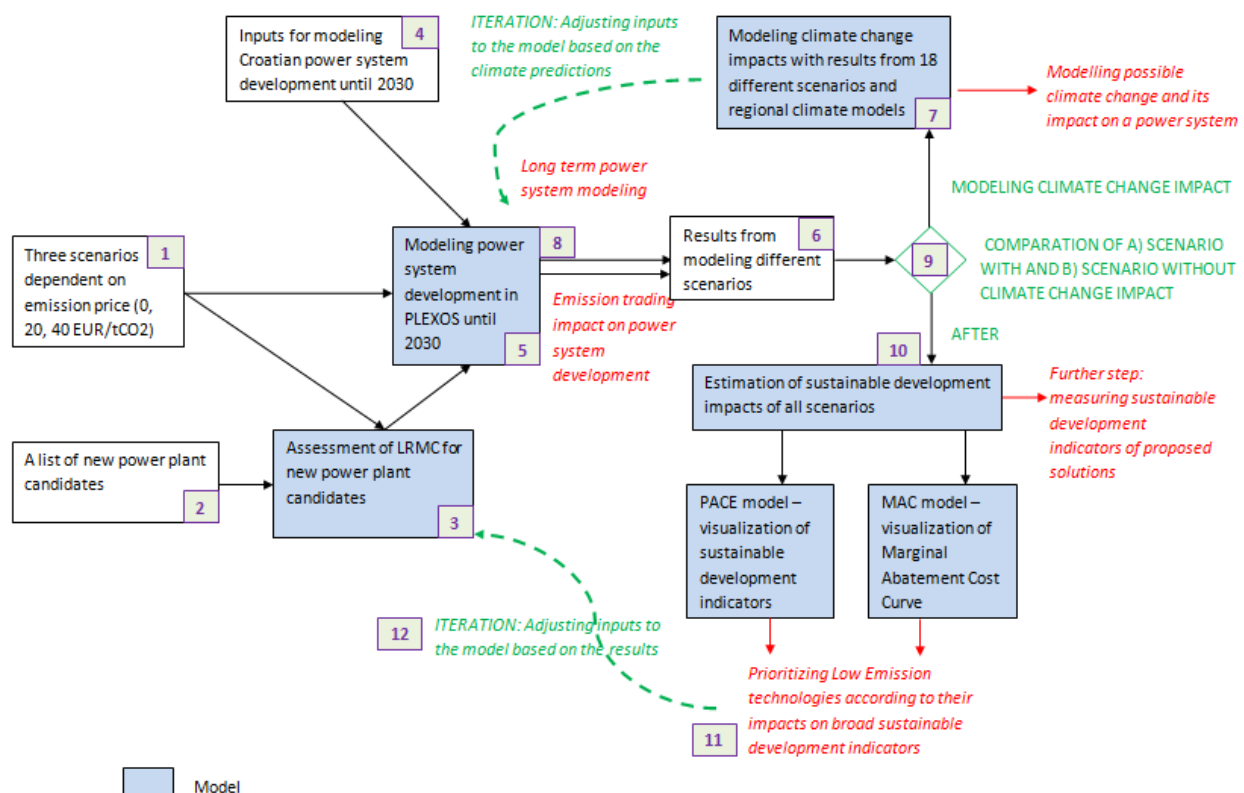 4
Inputs for modeling
Croatian power system
development until 2030
ITERATION: Adjusting inputs
to the model based on the
climate predictions
Modeling climate change
impacts with results from 18
different scenarios and
regional climate models
7
Modelling possible
climate change and its
impact on a power system
Long term power
system modeling
MODELING CLIMATE CHANGE IMPACT
1
Three scenarios
dependent on
emission price (0,
20, 40 EUR/tCO2)
8
Modeling power
system
development in
PLEXOS until
2030
5
Emission trading
impact on power
system
development
6
Results from
modeling different
scenarios
9
COMPARATION OF A) SCENARIO
WITH AND B) SCENARIO WITHOUT
CLIMATE CHANGE IMPACT
AFTER
10
Estimation of sustainable development
impacts of all scenarios
Further step:
measuring sustainable
development
indicators of proposed
solutions
A list of new power plant
candidates
2
Assessment of LRMC for
new power plant
candidates
3
PACE model –
visualization of
sustainable
development
indicators
MAC model –
visualization of
Marginal
Abatement Cost
Curve
12
ITERATION: Adjusting inputs to
the model based on the results
Prioritizing Low Emission
technologies according to their
impacts on broad sustainable
development indicators
11
Model